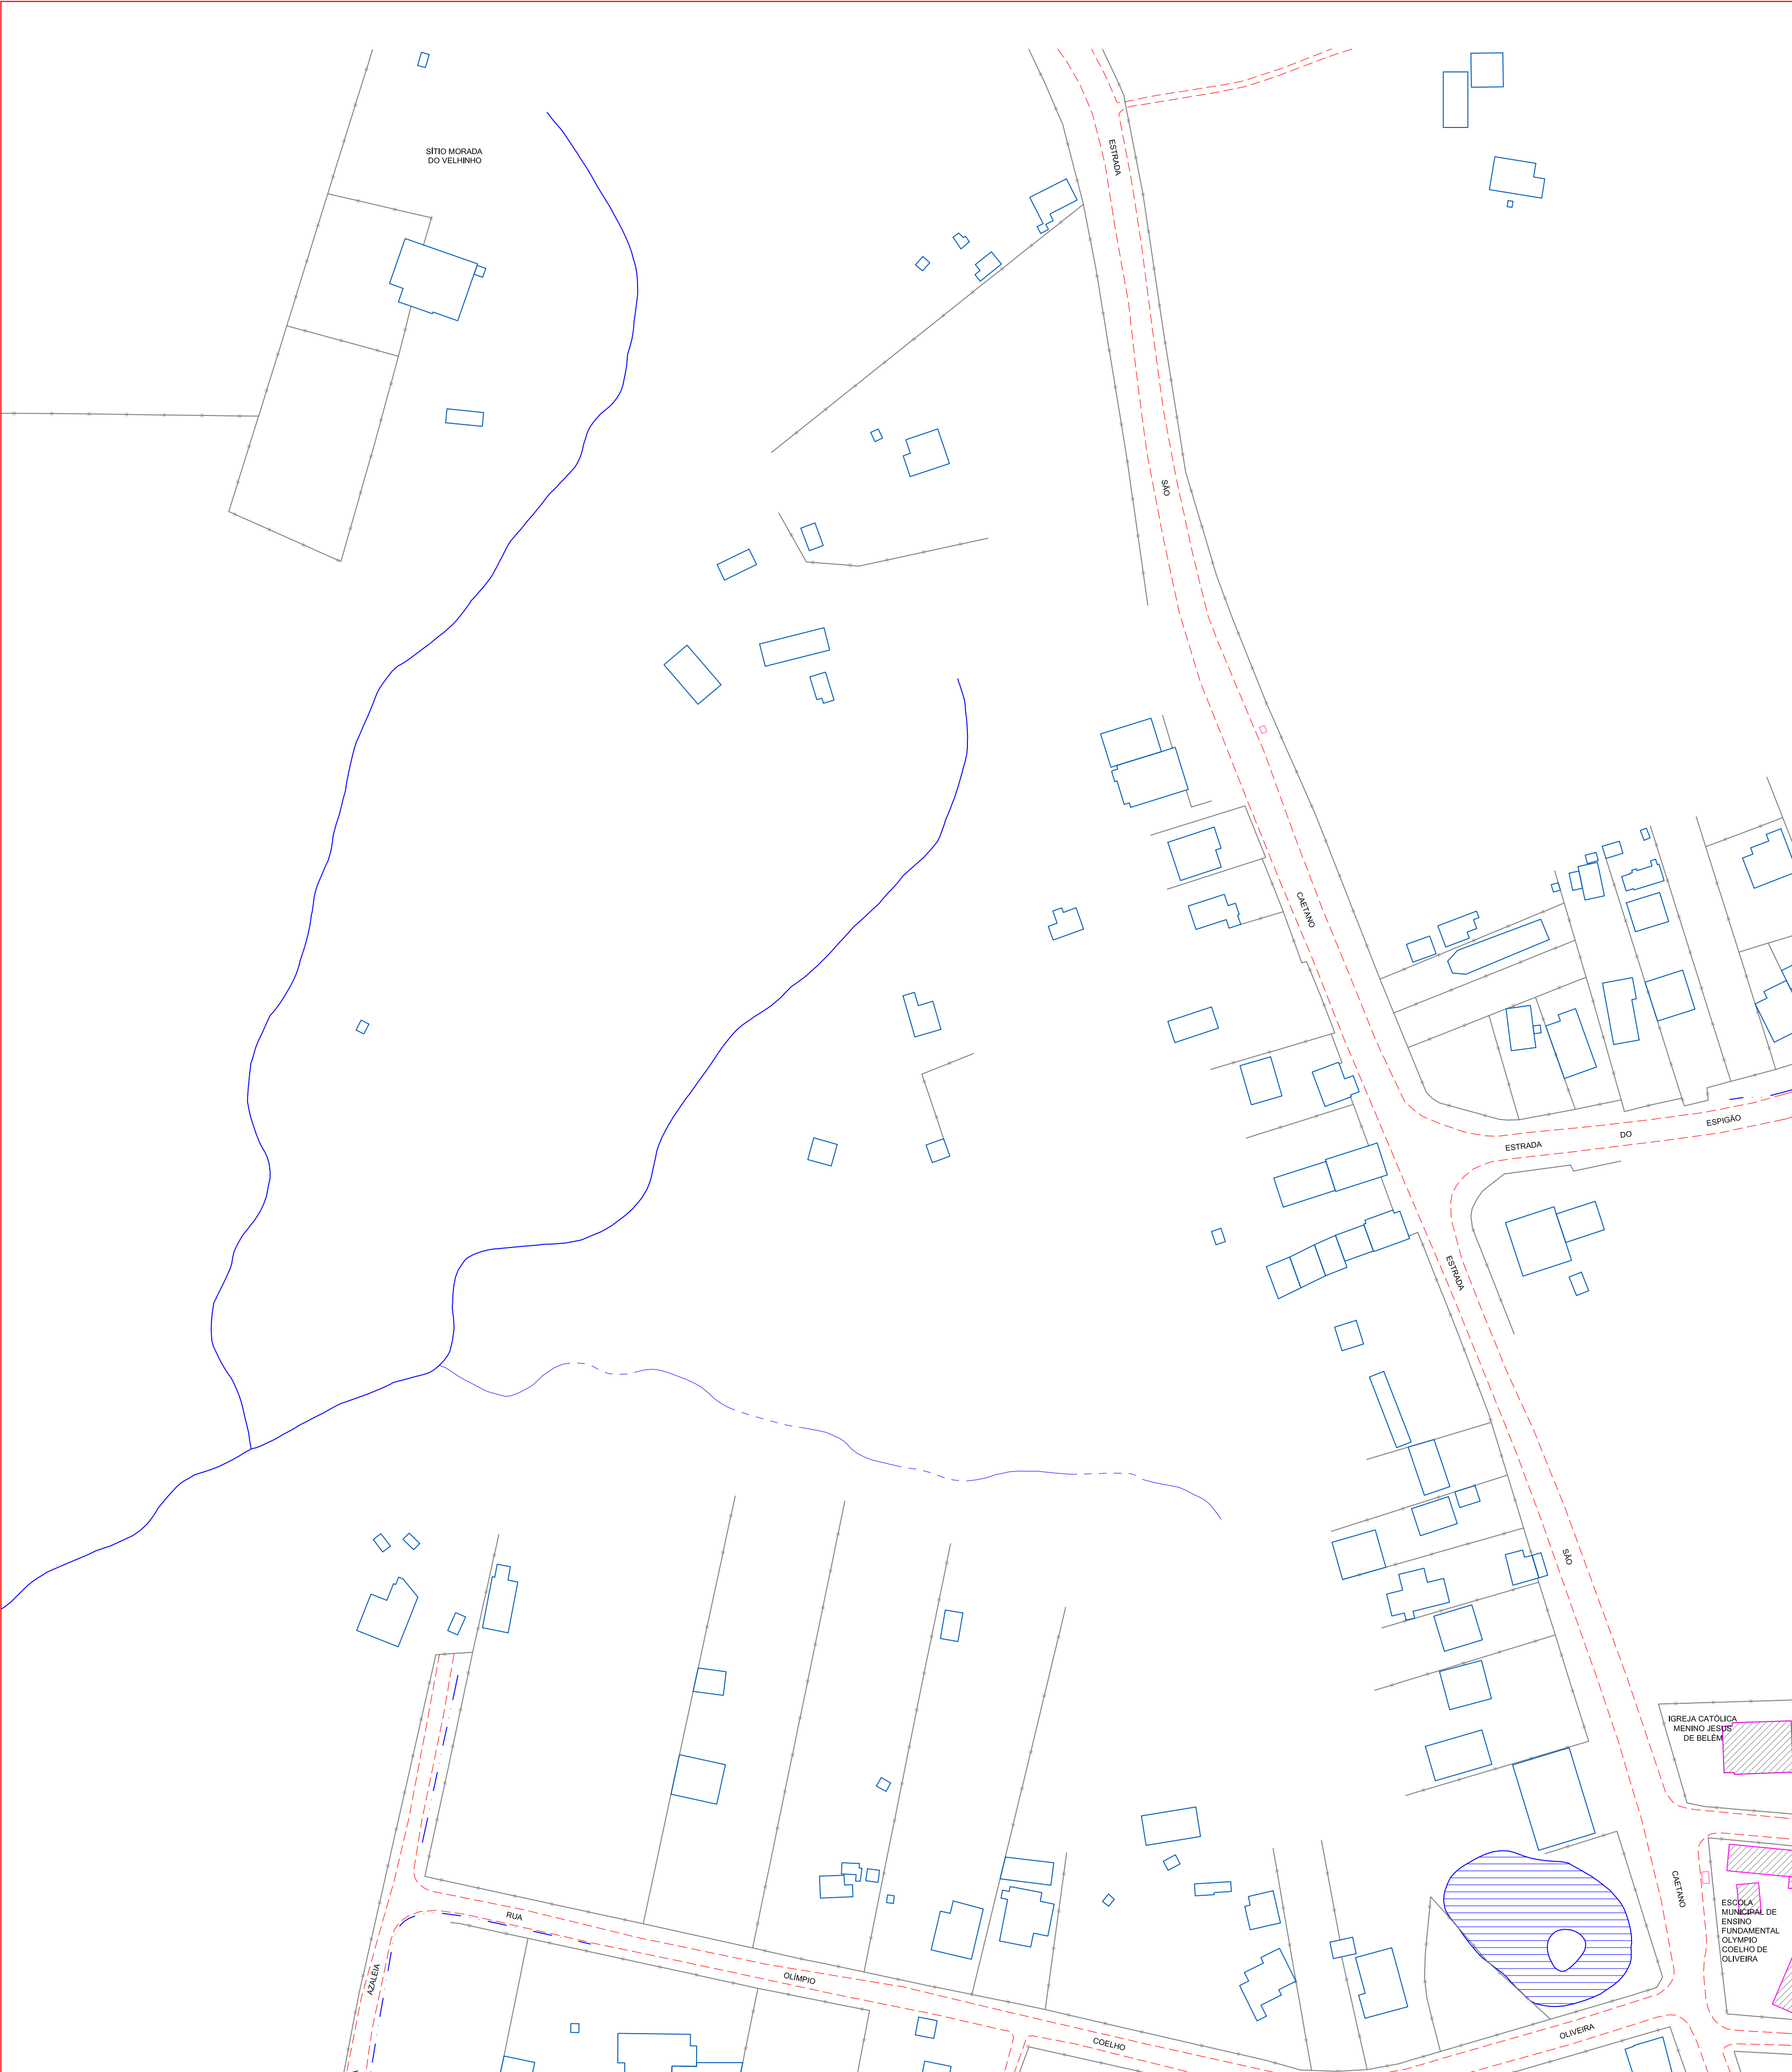 SÍTIO MORADA
DO VELHINHO
ESTRADA
SÃO
CAETANO
ESTRADA
DO
ESPIGÃO
ESTRADA
SÃO
CAETANO
IGREJA CATÓLICA
MENINO JESUS
DE BELÉM
ESCOLA
MUNICIPAL DE
ENSINO
FUNDAMENTAL
OLYMPIO
COELHO DE
OLIVEIRA
RUA
OLÍMPIO
COELHO
OLIVEIRA
AZALÉIA